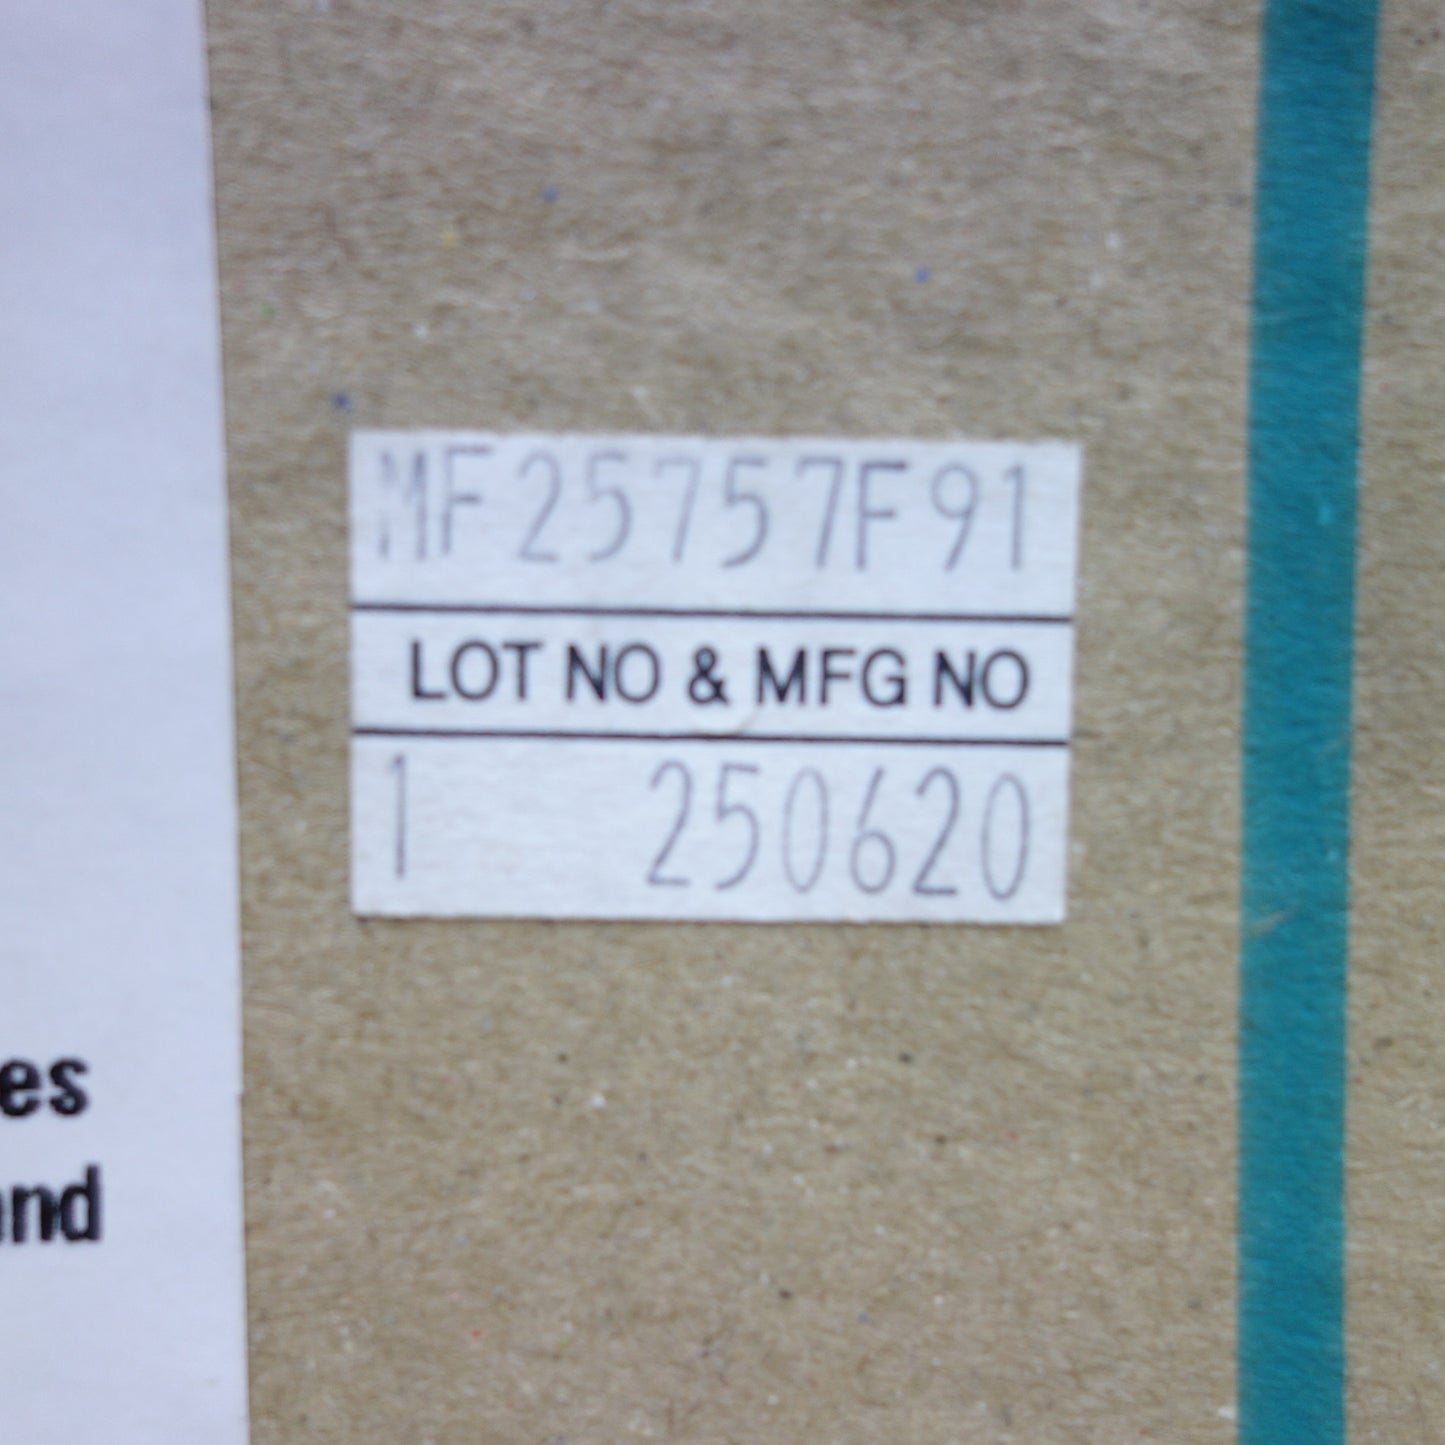 MF25757F91
LOT NO & MFG NO
1 250620
es
and